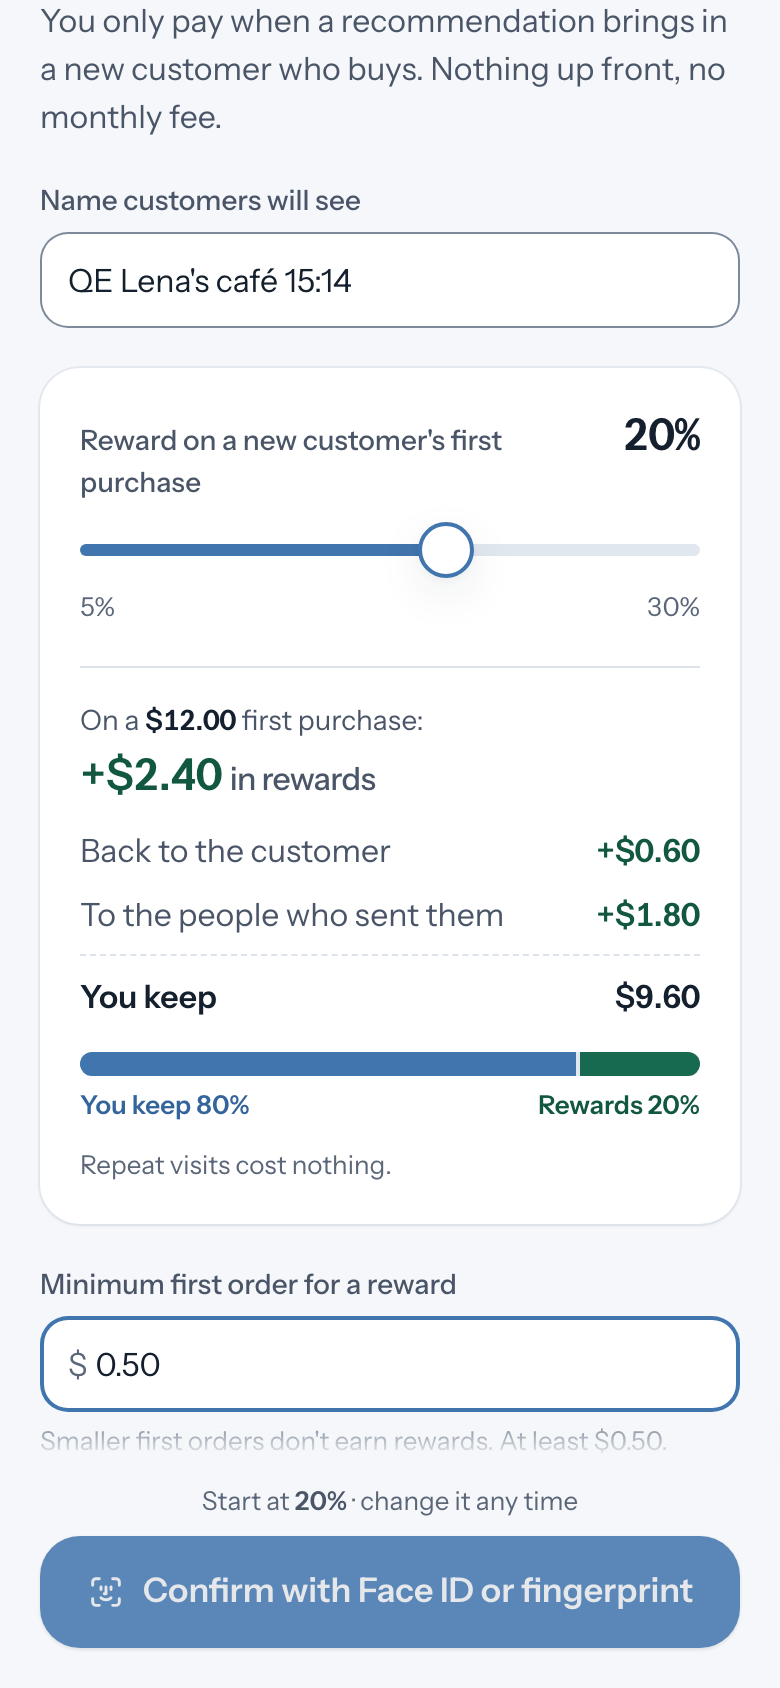 You only pay when a recommendation brings in
a new customer who buys. Nothing up front, no
monthly fee.
Name customers will see
QE Lena's café 15:14
Reward on a new customer's first
purchase
20%
5%
30%
On a $12.00 first purchase:
+$2.40 in rewards
Back to the customer +$0.60
To the people who sent them +$1.80
You keep $9.60
You keep 80% Rewards 20%
Repeat visits cost nothing.
Minimum first order for a reward
$ 0.50
Smaller first orders don't earn rewards. At least $0.50.
Start at 20% · change it any time
Confirm with Face ID or fingerprint